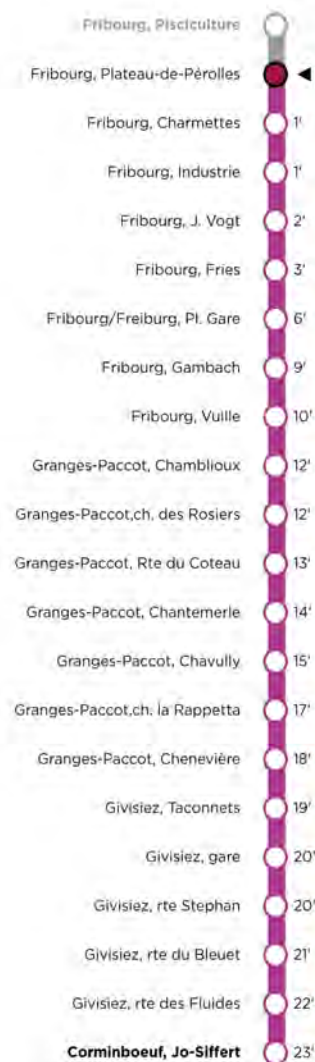 Fribourg, Pisciculture
Fribourg, Plateau-de-Pérolles
Fribourg, Charmettes 1'
Fribourg, Industrie 1'
Fribourg, J. Vogt 2'
Fribourg, Fries 3'
Fribourg/Freiburg, Pl. Gare 6'
Fribourg, Gambach 9'
Fribourg, Vuille 10'
Granges-Paccot, Chamblioux 12'
Granges-Paccot,ch. des Rosiers 12'
Granges-Paccot, Rte du Coteau 13'
Granges-Paccot, Chantemerle 14'
Granges-Paccot, Chavully 15'
Granges-Paccot,ch. la Rappetta 17'
Granges-Paccot, Chenevière 18'
Givisiez, Taconnets 19'
Givisiez, gare 20'
Givisiez, rte Stephan 20'
Givisiez, rte du Bleuet 21'
Givisiez, rte des Fluides 22'
Corminboeuf, Jo-Siffert 23'